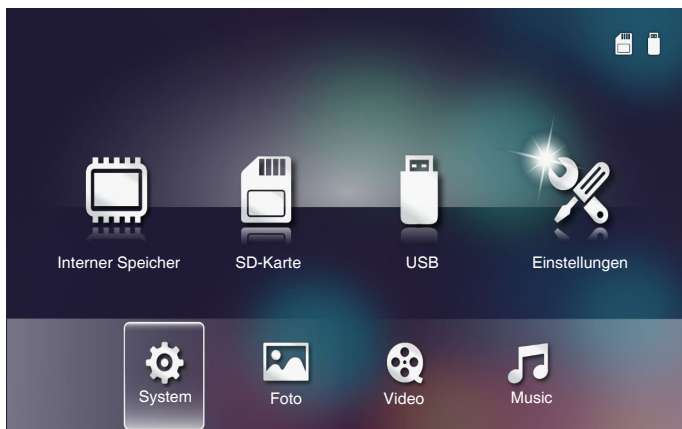 Interner Speicher
SD-Karte
USB
Einstellungen
System
Foto
Video
Music